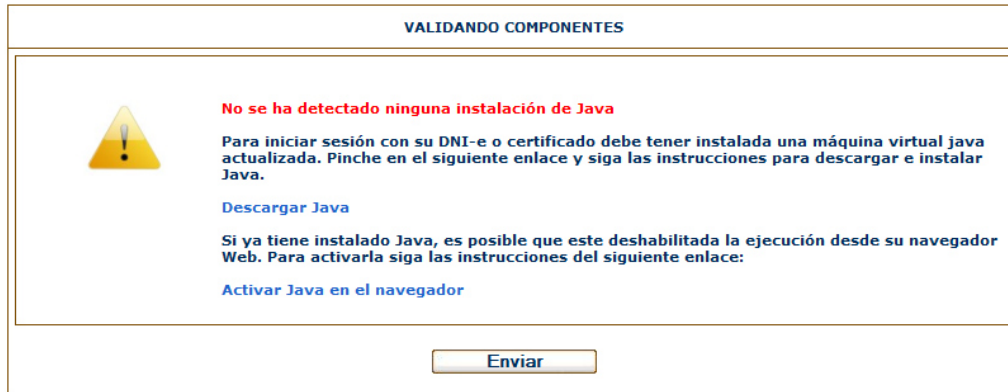 VALIDANDO COMPONENTES
No se ha detectado ninguna instalación de Java
Para iniciar sesión con su DNI-e o certificado debe tener instalada una máquina virtual java
actualizada. Pinche en el siguiente enlace y siga las instrucciones para descargar e instalar
Java.
Descargar Java
Si ya tiene instalado Java, es posible que este deshabilitada la ejecución desde su navegador
Web. Para activarla siga las instrucciones del siguiente enlace:
Activar Java en el navegador
Enviar